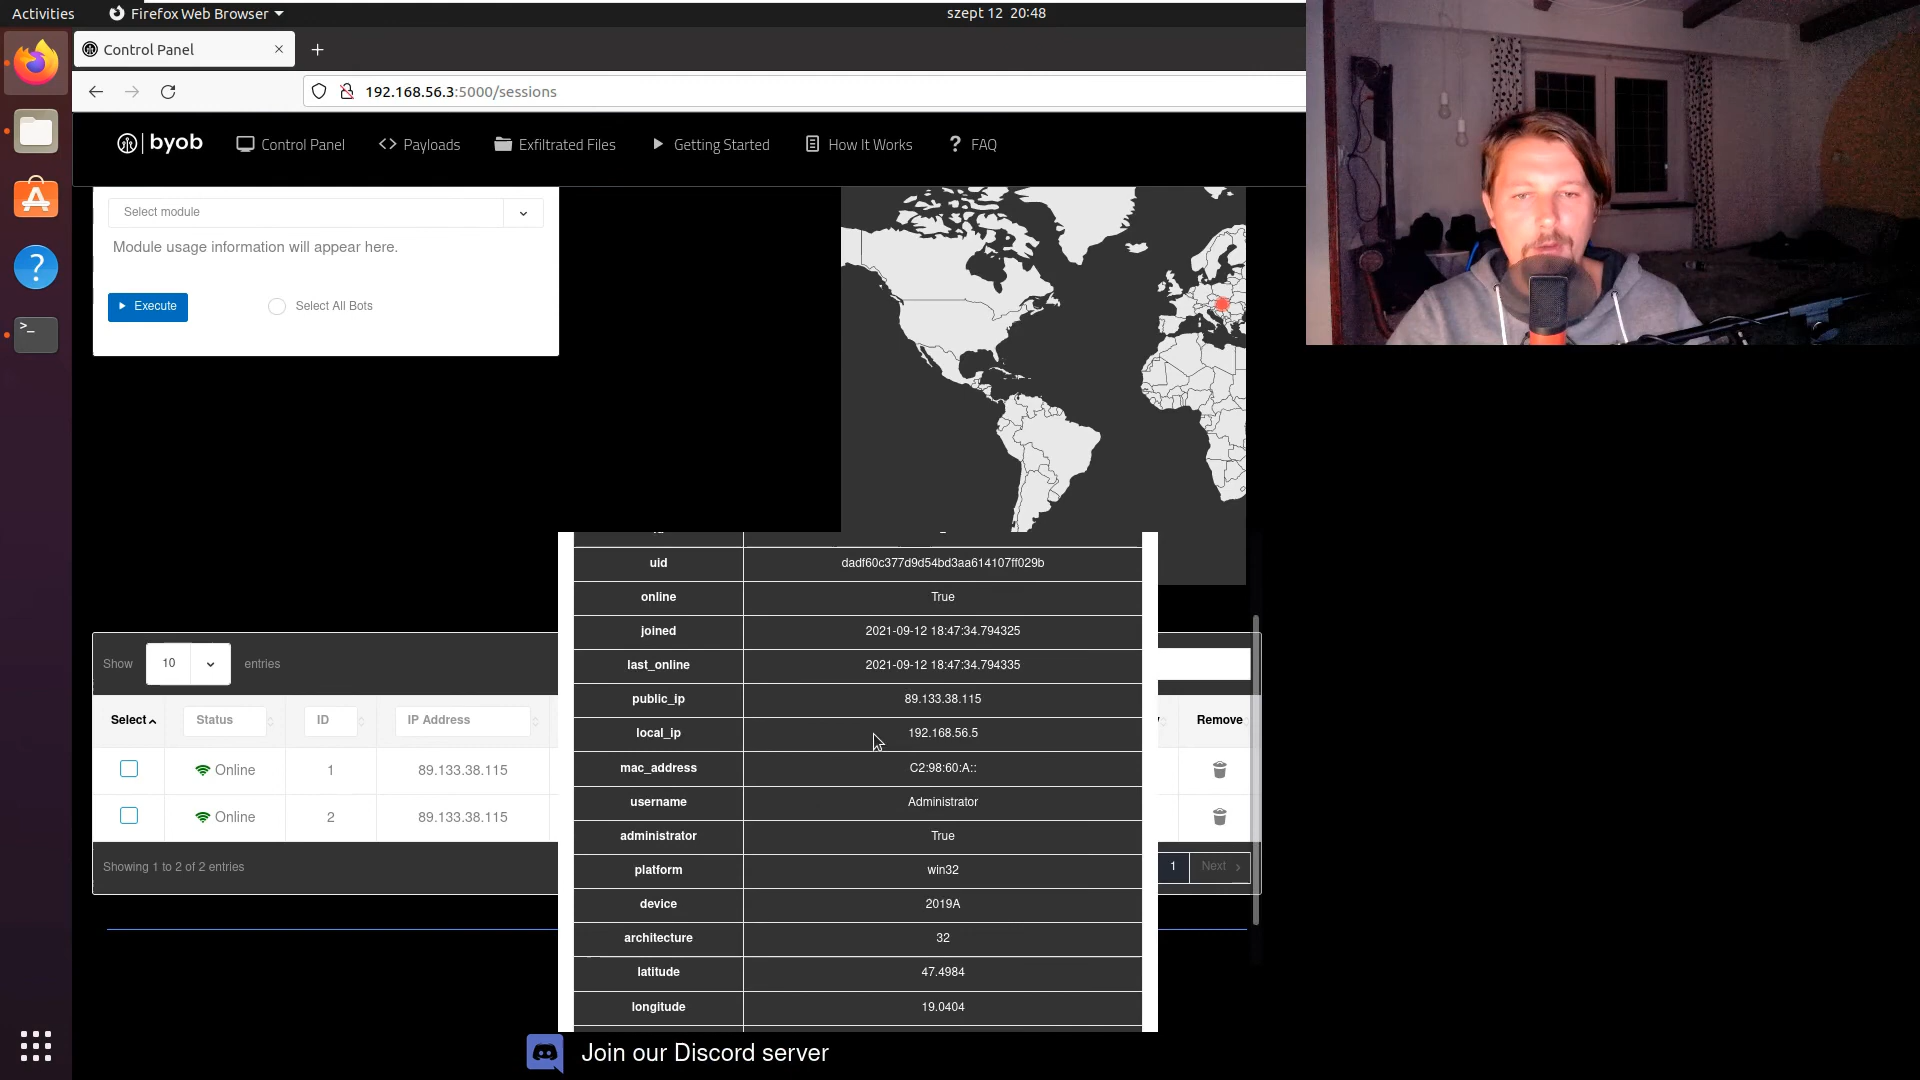 Activities
Firefox Web Browser
szept 12 20:48
Control Panel
192.168.56.3:5000/sessions
byob
Control Panel
Payloads
Exfiltrated Files
Getting Started
How It Works
FAQ
Select module
Module usage information will appear here.
Execute
Select All Bots
uid dadf60c377d9d54bd3aa614107ff029b
online True
joined 2021-09-12 18:47:34.794325
last_online 2021-09-12 18:47:34.794335
public_ip 89.133.38.115
local_ip 192.168.56.5
mac_address C2:98:60:A::
username Administrator
administrator True
platform win32
device 2019A
architecture 32
latitude 47.4984
longitude 19.0404
Show 10 entries
Select Status ID IP Address Remove
Online 1 89.133.38.115
Online 2 89.133.38.115
Showing 1 to 2 of 2 entries
1 Next
Join our Discord server